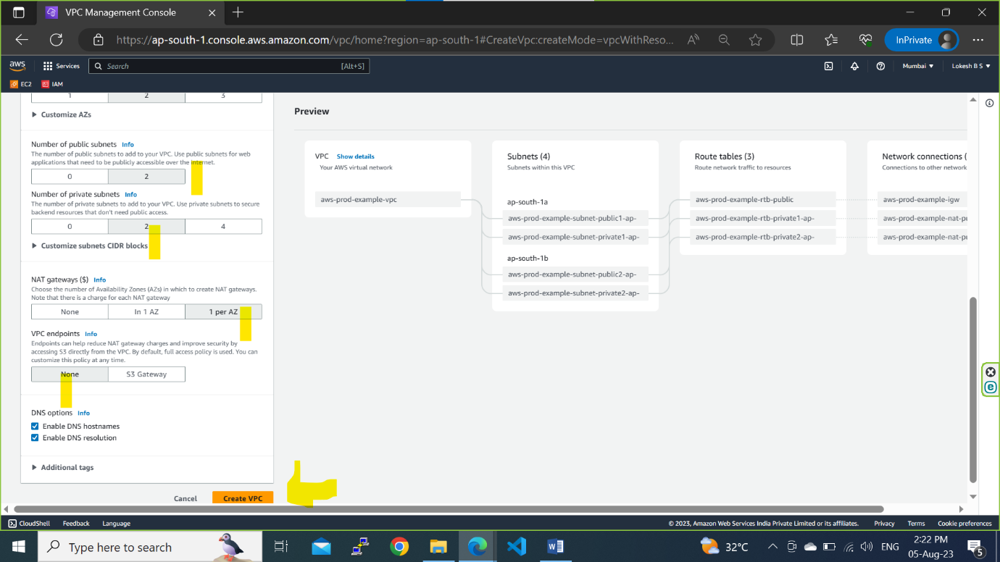 VPC Management Console
https://ap-south-1.console.aws.amazon.com/vpc/home?region=ap-south-1#CreateVpc:createMode=vpcWithReso...
InPrivate
aws
Services
Search
[Alt+S]
Mumbai
Lokesh B S
EC2
IAM
1
2
3
Customize AZs
Number of public subnets Info
The number of public subnets to add to your VPC. Use public subnets for web
applications that need to be publicly accessible over the internet.
0
2
Number of private subnets Info
The number of private subnets to add to your VPC. Use private subnets to secure
backend resources that don't need public access.
0
2
4
Customize subnets CIDR blocks
NAT gateways ($) Info
Choose the number of Availability Zones (AZs) in which to create NAT gateways.
Note that there is a charge for each NAT gateway
None
In 1 AZ
1 per AZ
VPC endpoints Info
Endpoints can help reduce NAT gateway charges and improve security by
accessing S3 directly from the VPC. By default, full access policy is used. You can
customize this policy at any time.
None
S3 Gateway
DNS options Info
Enable DNS hostnames
Enable DNS resolution
Additional tags
Cancel
Create VPC
Preview
VPC Show details
Your AWS virtual network
aws-prod-example-vpc
Subnets (4)
Subnets within this VPC
ap-south-1a
aws-prod-example-subnet-public1-ap-
aws-prod-example-subnet-private1-ap-
ap-south-1b
aws-prod-example-subnet-public2-ap-
aws-prod-example-subnet-private2-ap-
Route tables (3)
Route network traffic to resources
aws-prod-example-rtb-public
aws-prod-example-rtb-private1-ap-
aws-prod-example-rtb-private2-ap-
Network connections (
Connections to other network
aws-prod-example-igw
aws-prod-example-nat-pu
aws-prod-example-nat-pu
CloudShell
Feedback
Language
© 2023, Amazon Web Services India Private Limited or its affiliates.
Privacy
Terms
Cookie preferences
Type here to search
32°C
ENG
2:22 PM
05-Aug-23
5